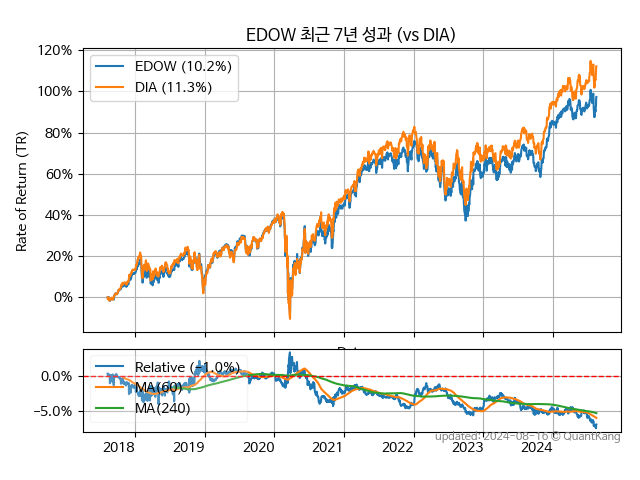 EDOW 최근 7년 성과 (vs DIA)
120%
100%
80%
60%
40%
20%
0%
Rate of Return (TR)
EDOW (10.2%)
DIA (11.3%)
0.0%
−5.0%
Relative (−1.0%)
MA(60)
MA(240)
2018 2019 2020 2021 2022 2023 2024
updated: 2024-08-16 © QuantKang